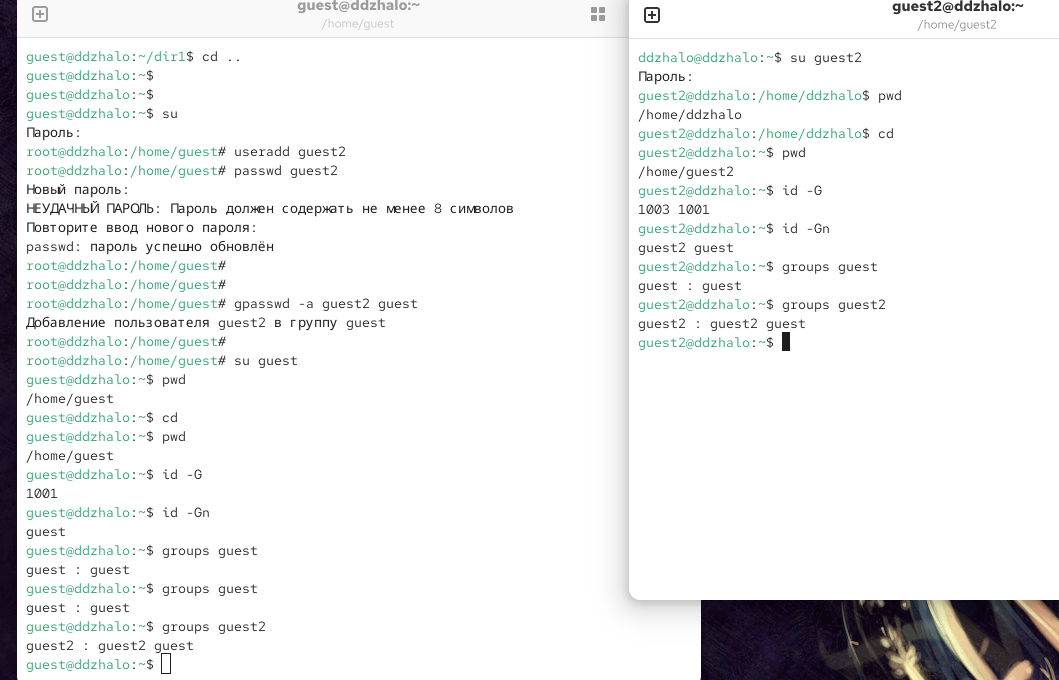 guest@ddzhalo:~
/home/guest
guest@ddzhalo:~/dir1$ cd ..
guest@ddzhalo:~$
guest@ddzhalo:~$
guest@ddzhalo:~$ su
Пароль:
root@ddzhalo:/home/guest# useradd guest2
root@ddzhalo:/home/guest# passwd guest2
Новый пароль:
НЕУДАЧНЫЙ ПАРОЛЬ: Пароль должен содержать не менее 8 символов
Повторите ввод нового пароля:
passwd: пароль успешно обновлён
root@ddzhalo:/home/guest#
root@ddzhalo:/home/guest#
root@ddzhalo:/home/guest# gpasswd -a guest2 guest
Добавление пользователя guest2 в группу guest
root@ddzhalo:/home/guest#
root@ddzhalo:/home/guest# su guest
guest@ddzhalo:~$ pwd
/home/guest
guest@ddzhalo:~$ cd
guest@ddzhalo:~$ pwd
/home/guest
guest@ddzhalo:~$ id -G
1001
guest@ddzhalo:~$ id -Gn
guest
guest@ddzhalo:~$ groups guest
guest : guest
guest@ddzhalo:~$ groups guest
guest : guest
guest@ddzhalo:~$ groups guest2
guest2 : guest2 guest
guest@ddzhalo:~$
guest2@ddzhalo:~
/home/guest2
ddzhalo@ddzhalo:~$ su guest2
Пароль:
guest2@ddzhalo:/home/ddzhalo$ pwd
/home/ddzhalo
guest2@ddzhalo:/home/ddzhalo$ cd
guest2@ddzhalo:~$ pwd
/home/guest2
guest2@ddzhalo:~$ id -G
1003 1001
guest2@ddzhalo:~$ id -Gn
guest2 guest
guest2@ddzhalo:~$ groups guest
guest : guest
guest2@ddzhalo:~$ groups guest2
guest2 : guest2 guest
guest2@ddzhalo:~$